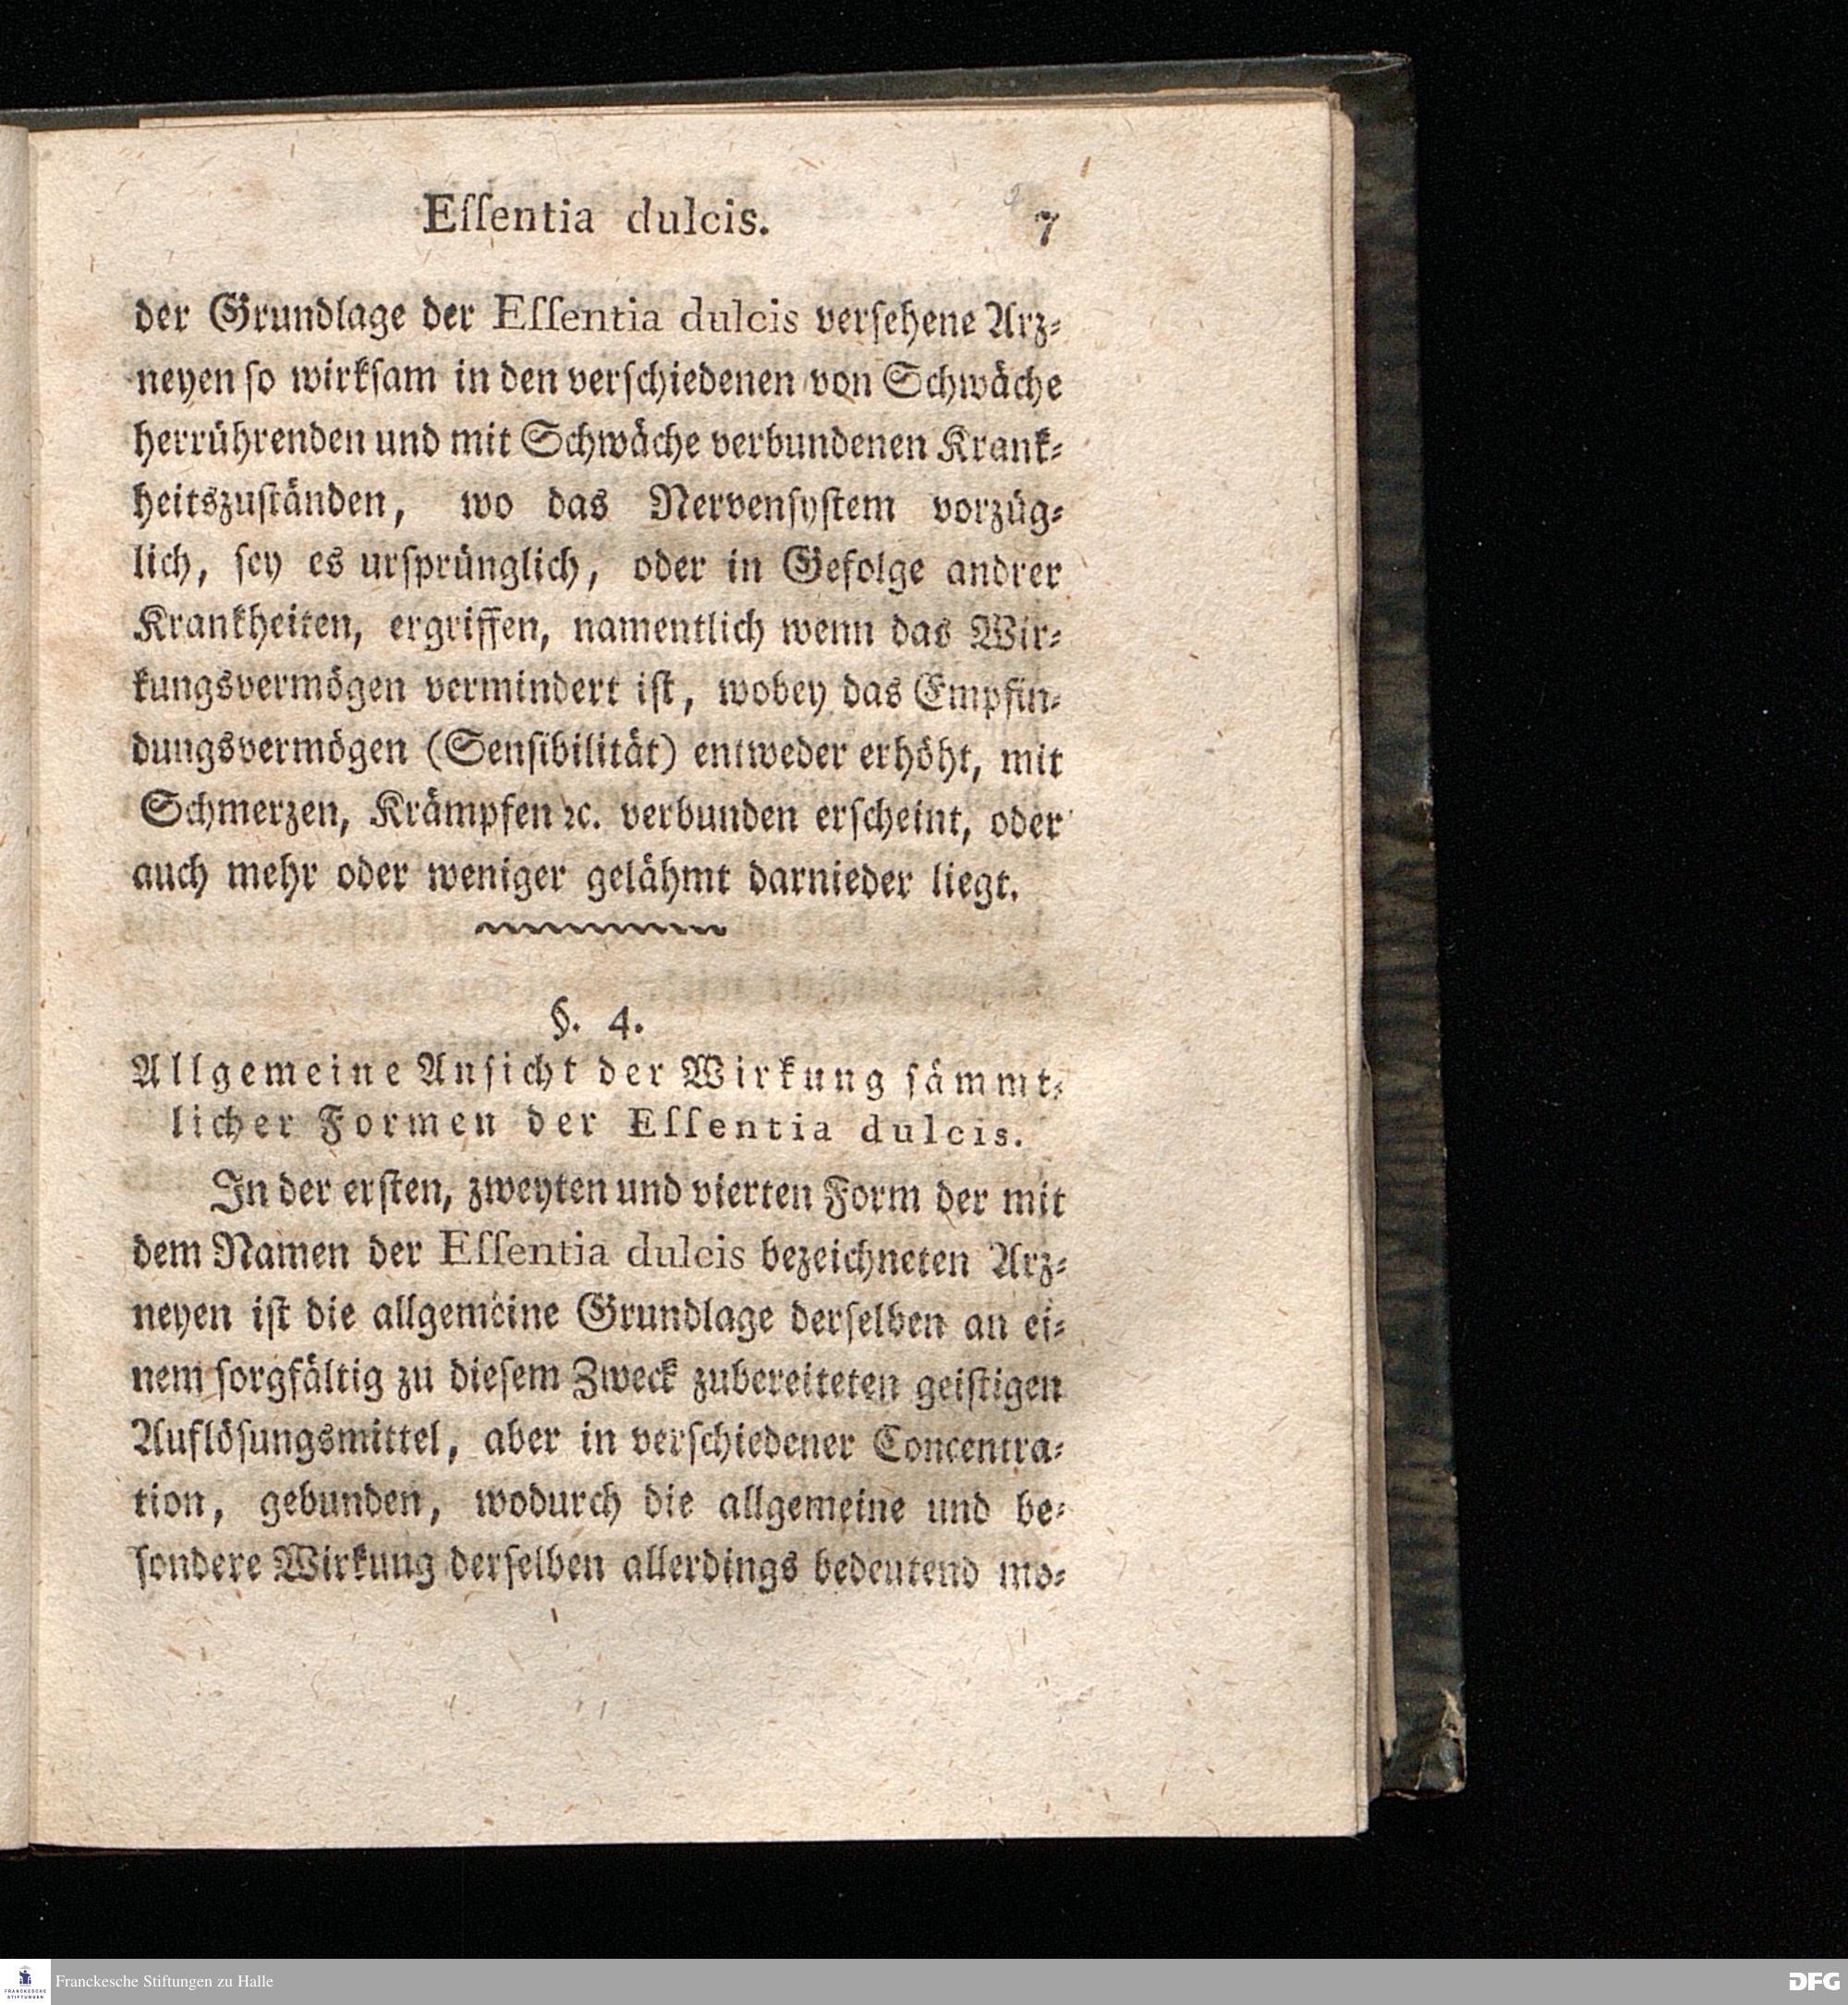 Eſſentia dulcis.
7
der Grundlage der Eſſentia dulcis verſehene Arz⸗
neyen ſo wirkſam in den verſchiedenen von Schwäche
herrührenden und mit Schwäche verbundenen Krank⸗
heitszuſtänden, wo das Nervenſyſtem vorzüg⸗
lich, ſey es urſprünglich, oder in Gefolge andrer
Krankheiten, ergriffen, namentlich wenn das Wir⸗
kungsvermögen vermindert iſt, wobey das Empfin⸗
dungsvermögen (Senſibilität) entweder erhöht, mit
Schmerzen, Krämpfen ꝛc. verbunden erſcheint, oder
auch mehr oder weniger gelähmt darnieder liegt.
§. 4.
Allgemeine Anſicht der Wirkung ſämmt⸗
licher Formen der Eſſentia dulcis.
In der erſten, zweyten und vierten Form der mit
dem Namen der Eſſentia dulcis bezeichneten Arz⸗
neyen iſt die allgemeine Grundlage derſelben an ei⸗
nem ſorgfältig zu dieſem Zweck zubereiteten geiſtigen
Auflöſungsmittel, aber in verſchiedener Concentra⸗
tion, gebunden, wodurch die allgemeine und be⸗
ſondere Wirkung derſelben allerdings bedeutend mo⸗
FRANCKESCHE
STIFTUNGEN
Franckesche Stiftungen zu Halle
DFG